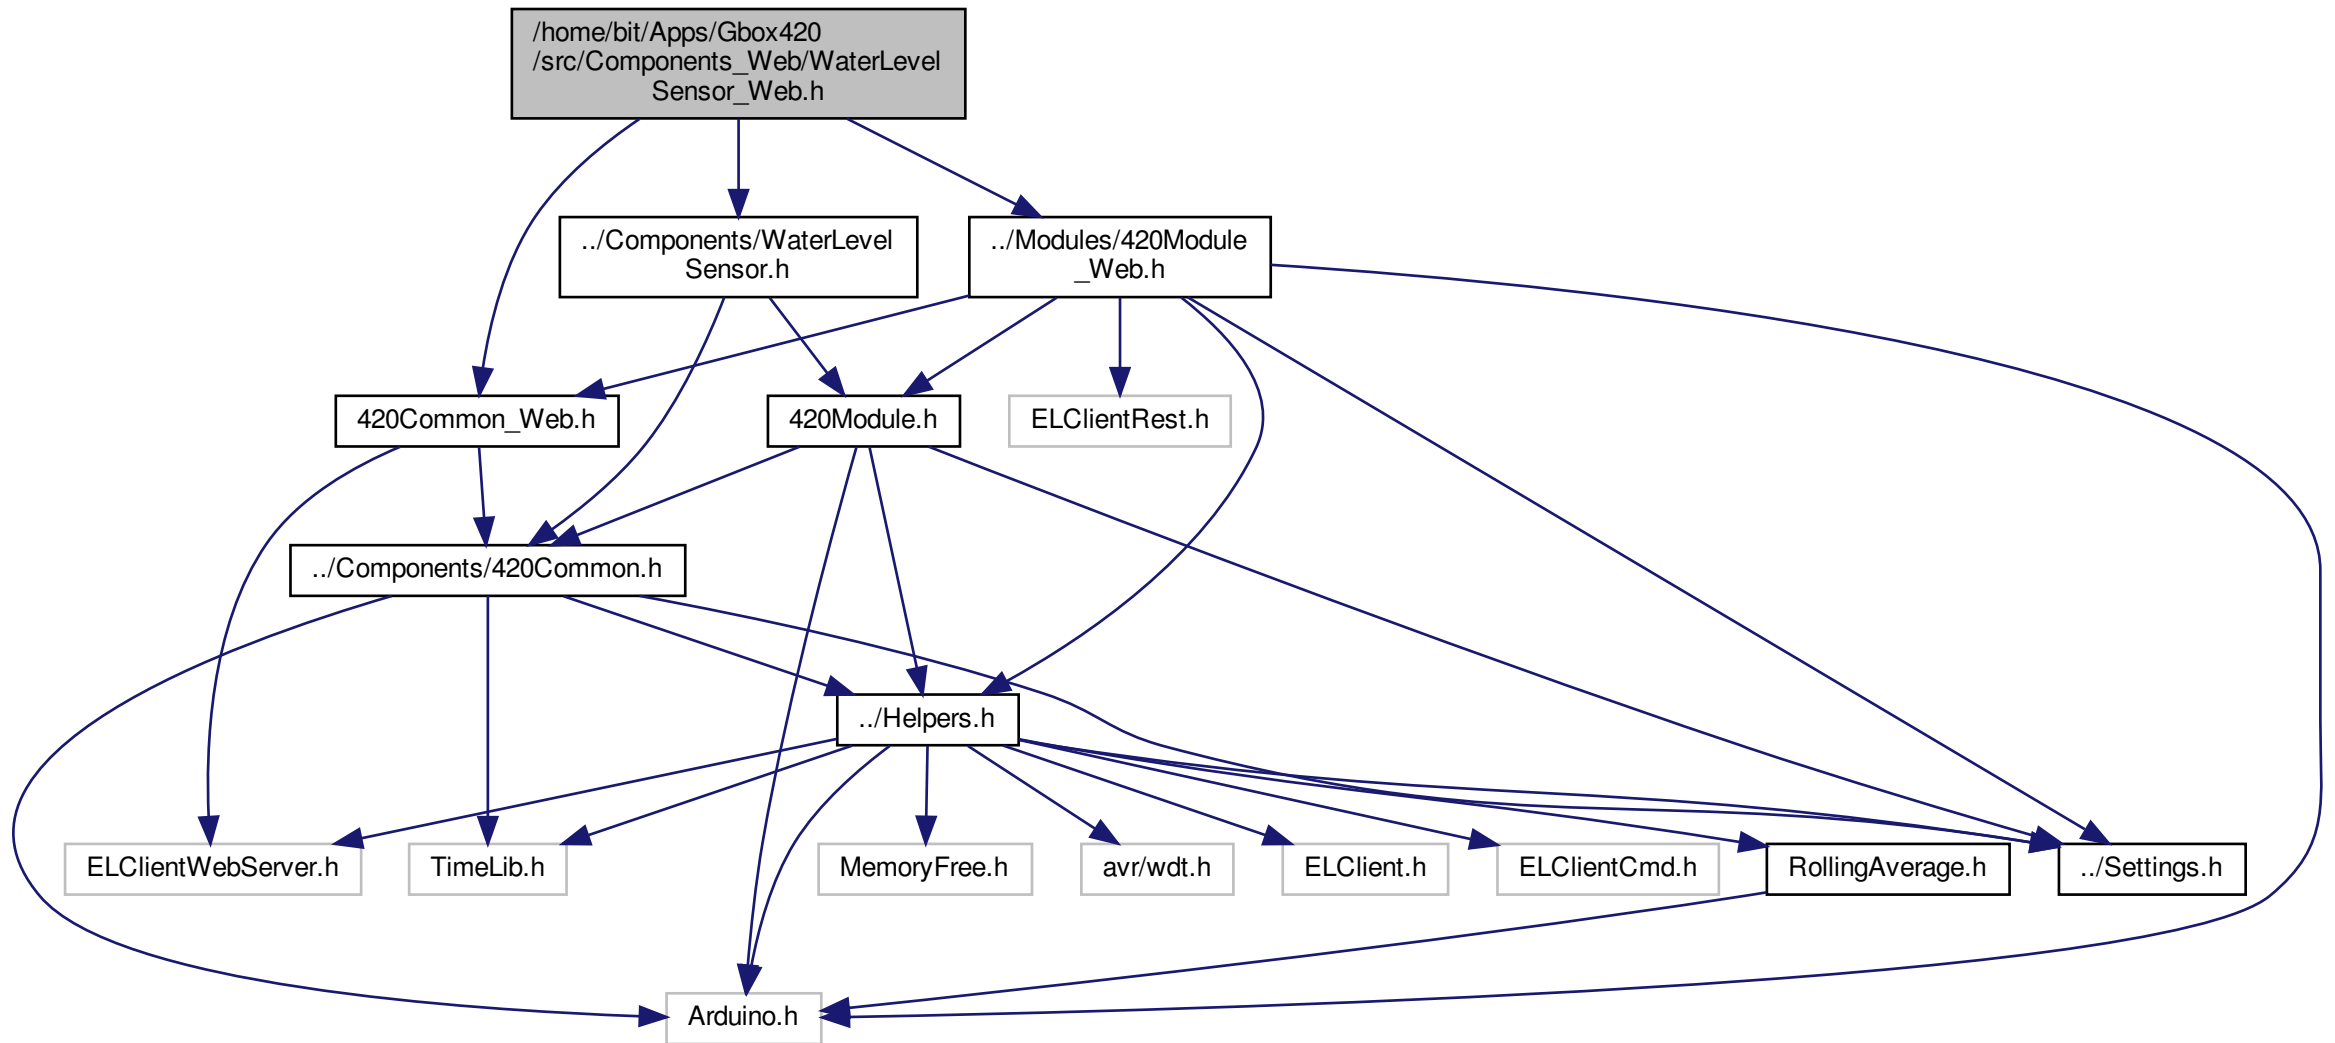 /home/bit/Apps/Gbox420
/src/Components_Web/WaterLevel
Sensor_Web.h
../Components/WaterLevel
Sensor.h
../Modules/420Module
_Web.h
420Common_Web.h
420Module.h
ELClientRest.h
../Components/420Common.h
../Helpers.h
ELClientWebServer.h
TimeLib.h
MemoryFree.h
avr/wdt.h
ELClient.h
ELClientCmd.h
RollingAverage.h
../Settings.h
Arduino.h